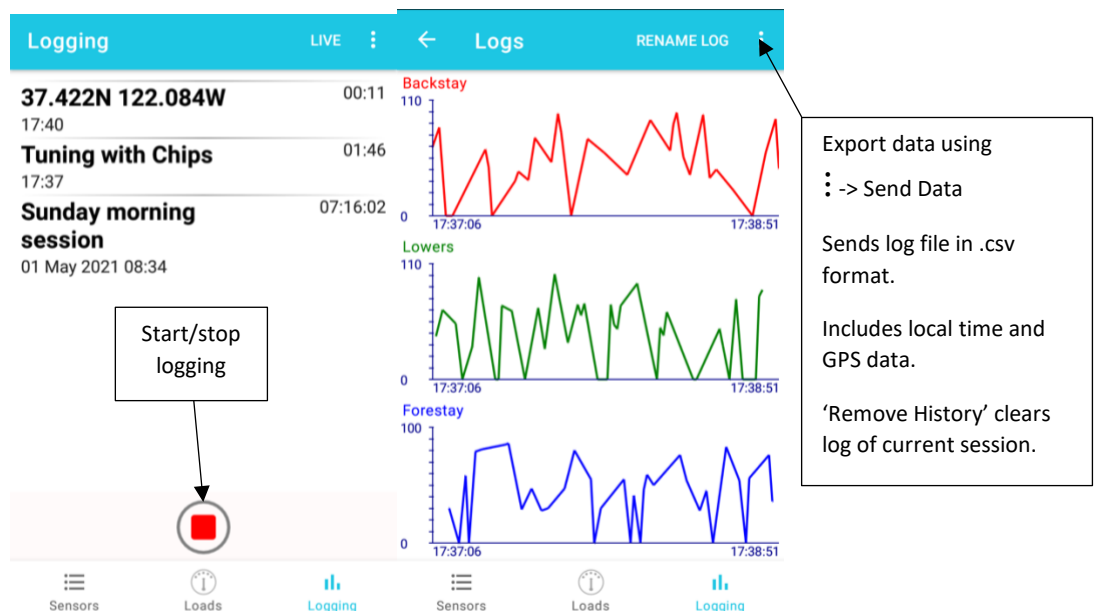 Logging
LIVE
37.422N 122.084W
00:11
17:40
Tuning with Chips
01:46
17:37
Sunday morning
session
07:16:02
01 May 2021 08:34
Start/stop
logging
Sensors
Loads
Logging
Logs
RENAME LOG
Backstay
110
0
17:37:06
17:38:51
Lowers
110
0
17:37:06
17:38:51
Forestay
100
0
17:37:06
17:38:51
Sensors
Loads
Logging
Export data using
⋮ -> Send Data
Sends log file in .csv
format.
Includes local time and
GPS data.
‘Remove History’ clears
log of current session.